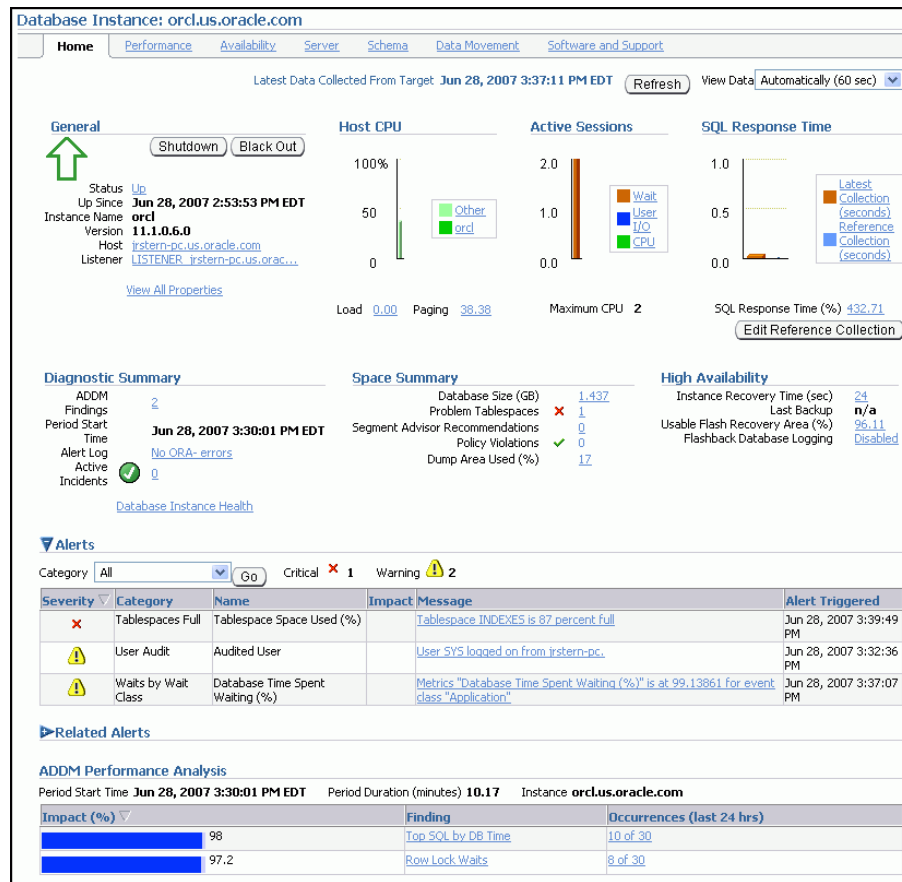 Database Instance: orcl.us.oracle.com
Home Performance Availability Server Schema Data Movement Software and Support
Latest Data Collected From Target Jun 28, 2007 3:37:11 PM EDT Refresh View Data Automatically (60 sec)
General
Shutdown Black Out
Status Up
Up Since Jun 28, 2007 2:53:53 PM EDT
Instance Name orcl
Version 11.1.0.6.0
Host jrstern-pc.us.oracle.com
Listener LISTENER_jrstern-pc.us.orac...
View All Properties
Host CPU
100%
50
0
Other
orcl
Load 0.00 Paging 38.38
Active Sessions
2.0
1.0
0.0
Wait
User
I/O
CPU
Maximum CPU 2
SQL Response Time
1.0
0.5
0.0
Latest
Collection
(seconds)
Reference
Collection
(seconds)
SQL Response Time (%) 432.71
Edit Reference Collection
Diagnostic Summary
ADDM
Findings 2
Period Start
Time Jun 28, 2007 3:30:01 PM EDT
Alert Log No ORA- errors
Active
Incidents 0
Database Instance Health
Space Summary
Database Size (GB) 1.437
Problem Tablespaces 1
Segment Advisor Recommendations 0
Policy Violations 0
Dump Area Used (%) 17
High Availability
Instance Recovery Time (sec) 24
Last Backup n/a
Usable Flash Recovery Area (%) 96.11
Flashback Database Logging Disabled
Alerts
Category All Go Critical 1 Warning 2
Severity Category Name Impact Message Alert Triggered
Tablespaces Full Tablespace Space Used (%) Tablespace INDEXES is 87 percent full Jun 28, 2007 3:39:49
PM
User Audit Audited User User SYS logged on from jrstern-pc. Jun 28, 2007 3:32:36
PM
Waits by Wait Database Time Spent Metrics "Database Time Spent Waiting (%)" is at 99.13861 for event Jun 28, 2007 3:37:07
Class Waiting (%) class "Application" PM
Related Alerts
ADDM Performance Analysis
Period Start Time Jun 28, 2007 3:30:01 PM EDT Period Duration (minutes) 10.17 Instance orcl.us.oracle.com
Impact (%) Finding Occurrences (last 24 hrs)
98 Top SQL by DB Time 10 of 30
97.2 Row Lock Waits 8 of 30